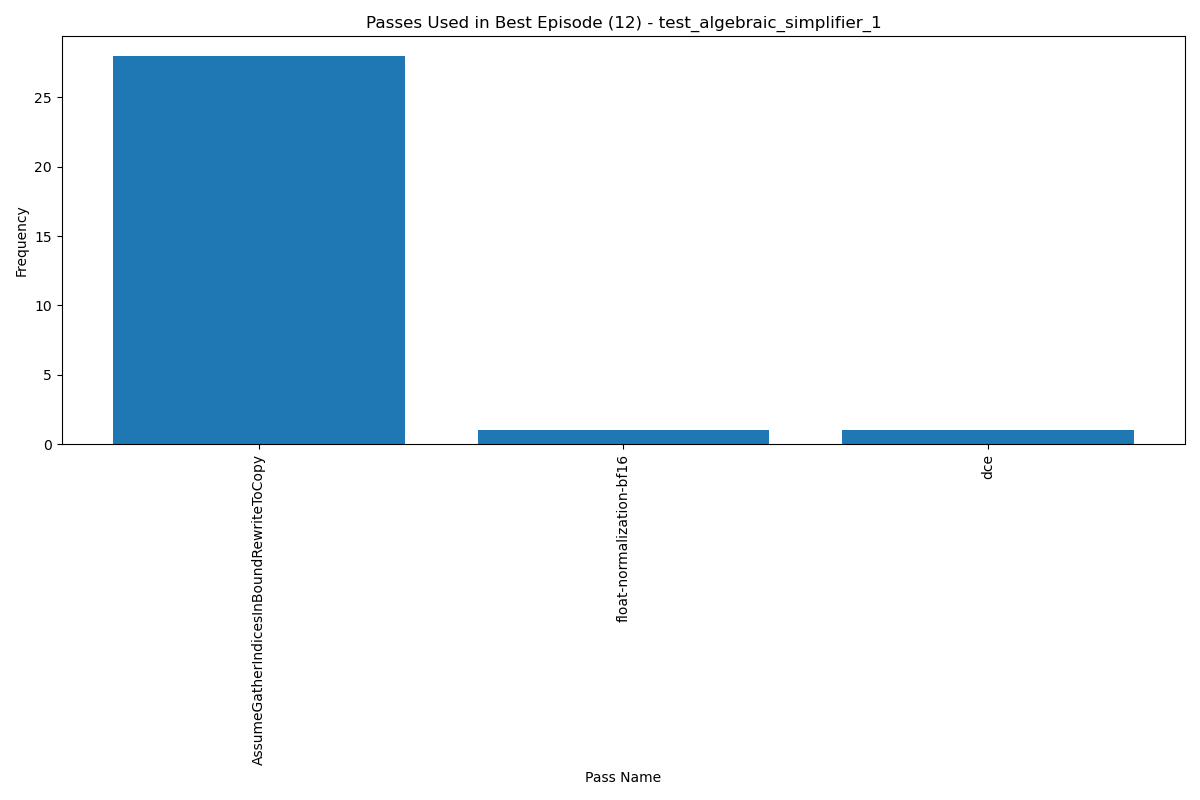 Passes Used in Best Episode (12) - test_algebraic_simplifier_1
Frequency
25
20
15
10
5
0
AssumeGatherIndicesInBoundRewriteToCopy
float-normalization-bf16
dce
Pass Name